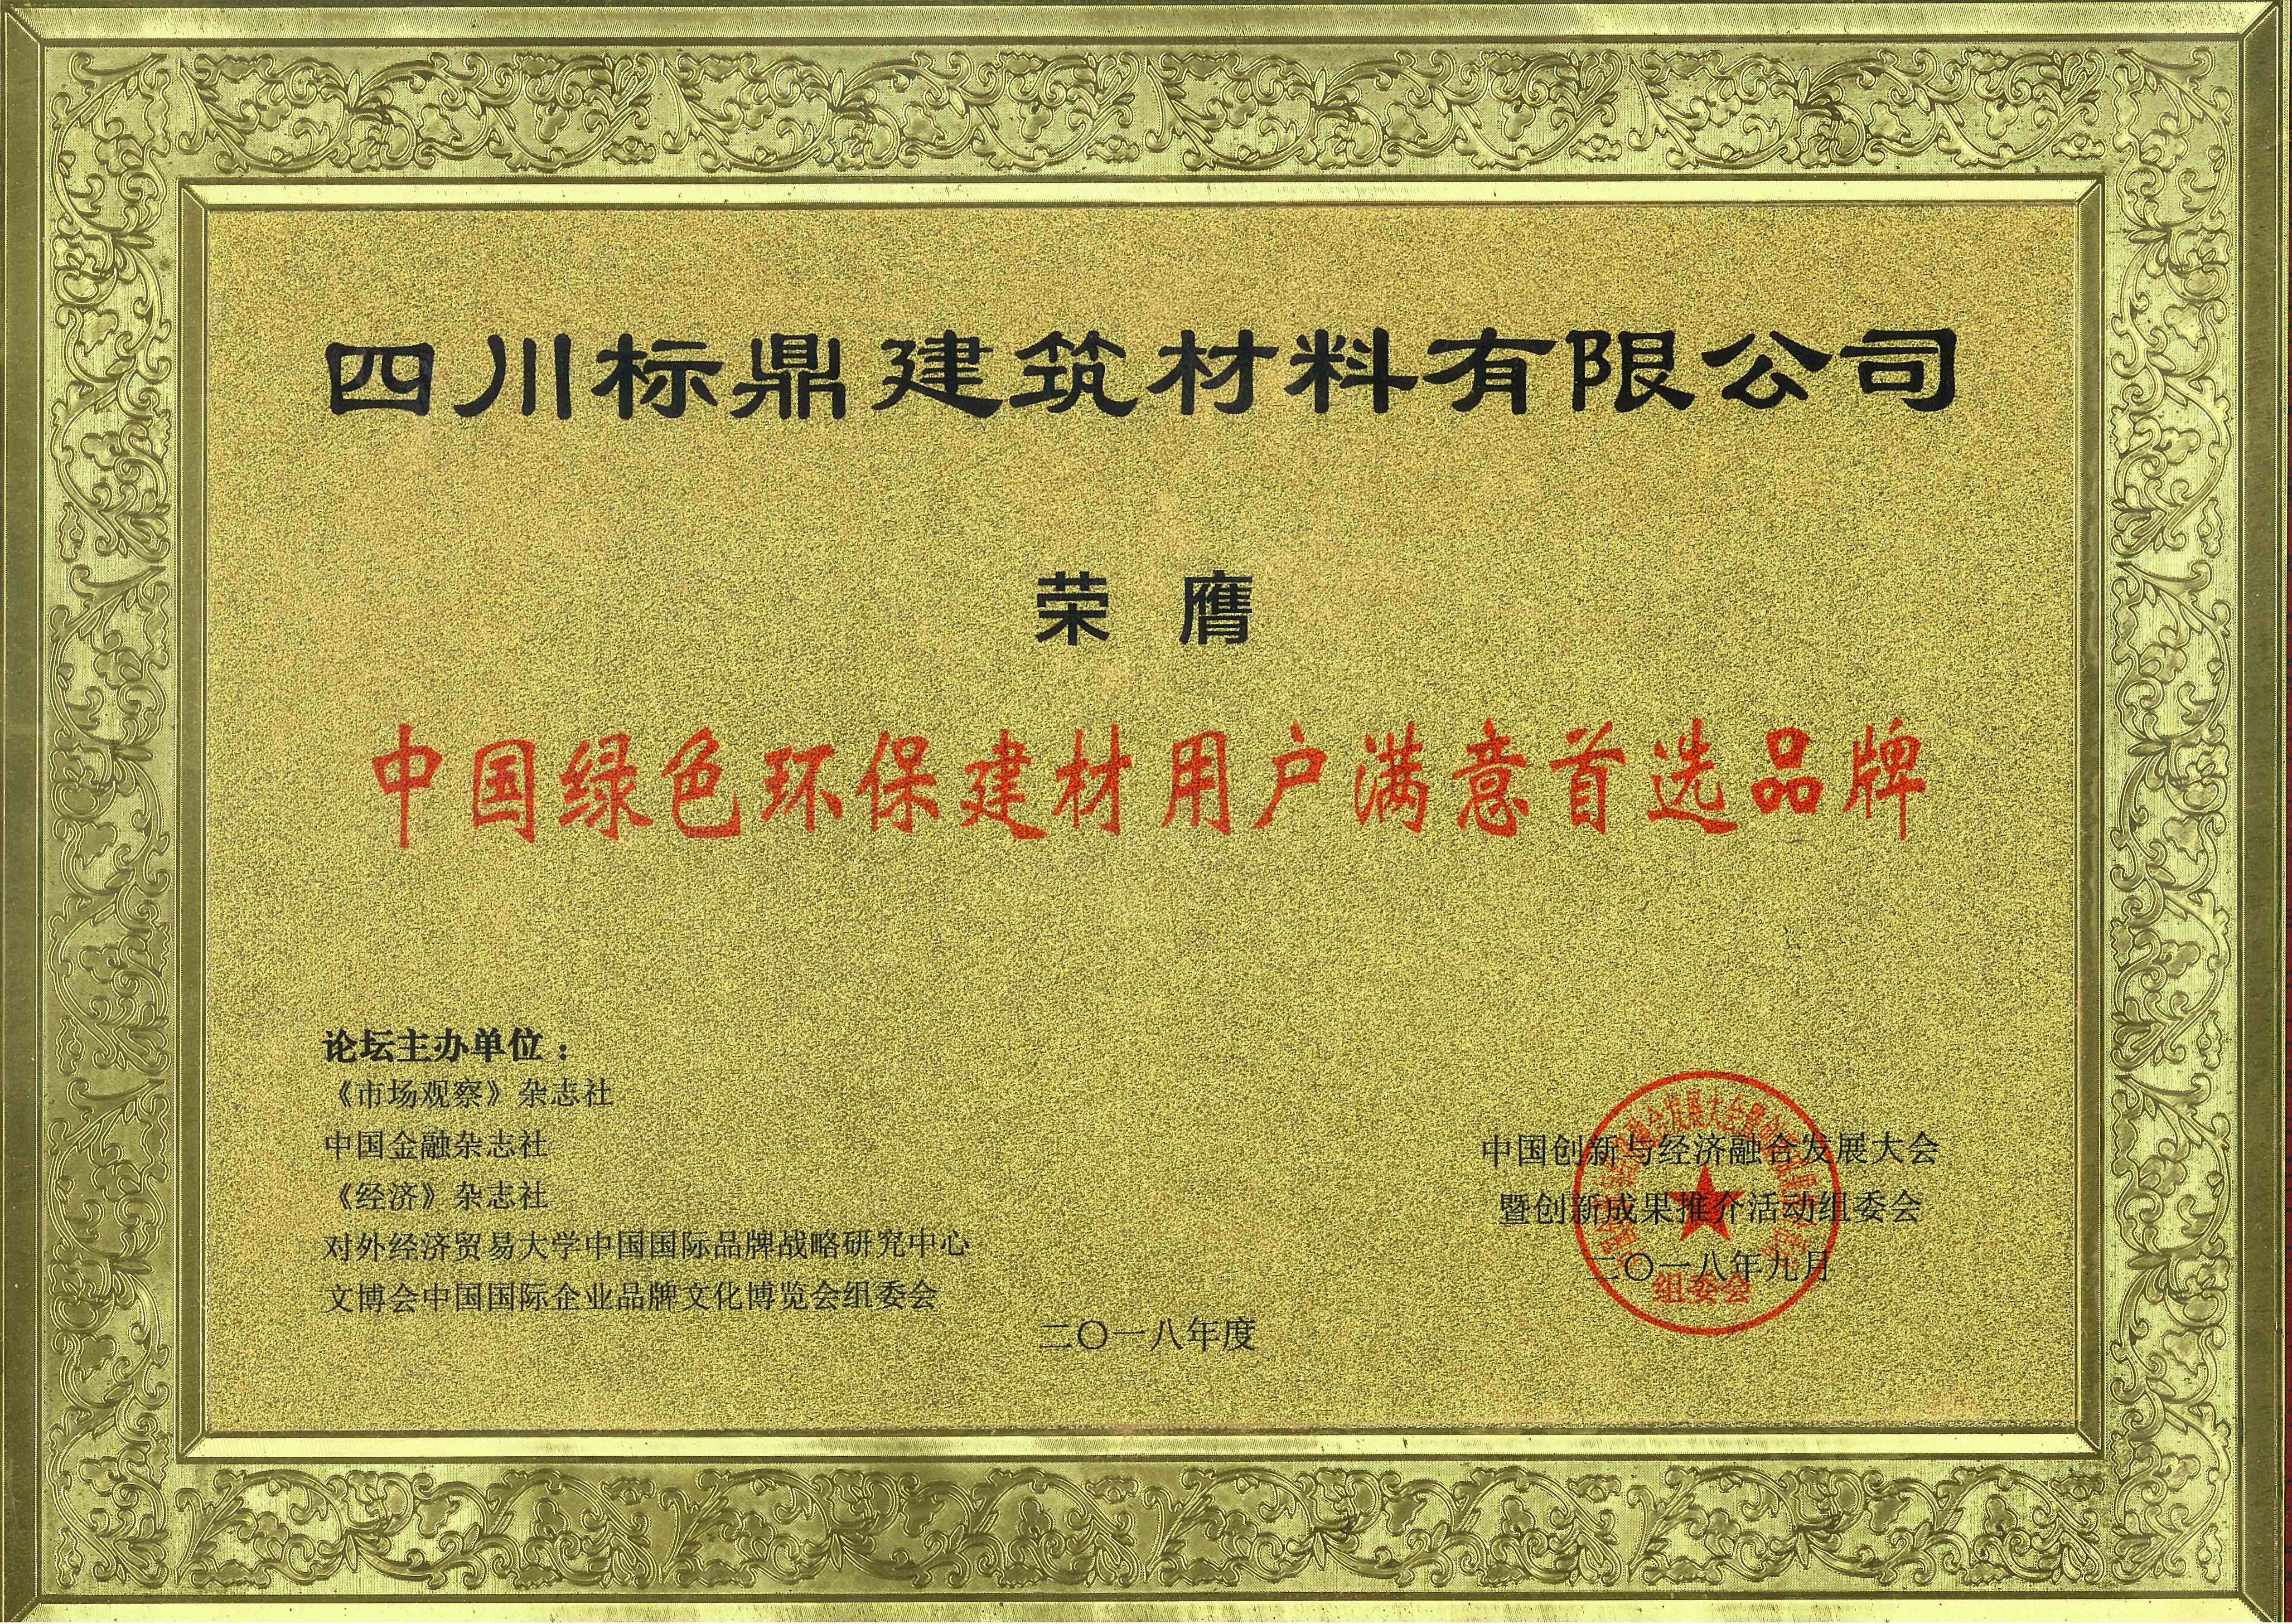 四川标鼎建筑材料有限公司
荣膺
中国绿色环保建材用户满意首选品牌
论坛主办单位：
《市场观察》杂志社
中国金融杂志社
《经济》杂志社
对外经济贸易大学中国国际品牌战略研究中心
文博会中国国际企业品牌文化博览会组委会
中国创新与经济融合发展大会
暨创新成果推介活动组委会
二〇一八年九月
组委会
二〇一八年度